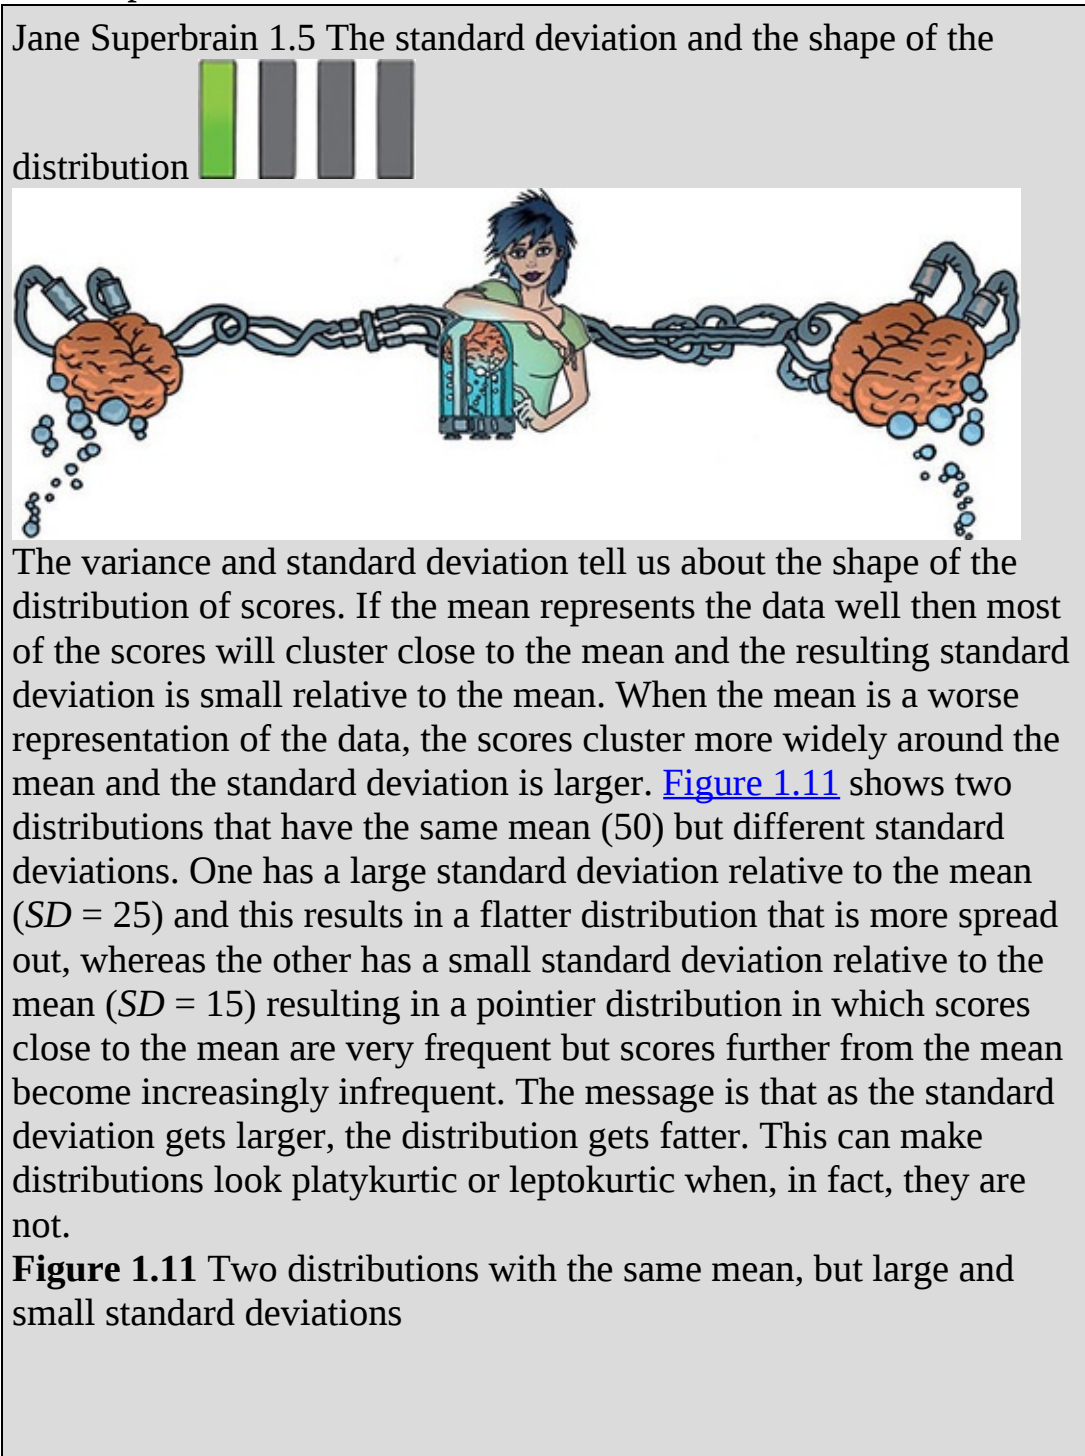 Jane Superbrain 1.5 The standard deviation and the shape of the
distribution
The variance and standard deviation tell us about the shape of the
distribution of scores. If the mean represents the data well then most
of the scores will cluster close to the mean and the resulting standard
deviation is small relative to the mean. When the mean is a worse
representation of the data, the scores cluster more widely around the
mean and the standard deviation is larger. Figure 1.11 shows two
distributions that have the same mean (50) but different standard
deviations. One has a large standard deviation relative to the mean
(SD = 25) and this results in a flatter distribution that is more spread
out, whereas the other has a small standard deviation relative to the
mean (SD = 15) resulting in a pointier distribution in which scores
close to the mean are very frequent but scores further from the mean
become increasingly infrequent. The message is that as the standard
deviation gets larger, the distribution gets fatter. This can make
distributions look platykurtic or leptokurtic when, in fact, they are
not.
Figure 1.11 Two distributions with the same mean, but large and
small standard deviations